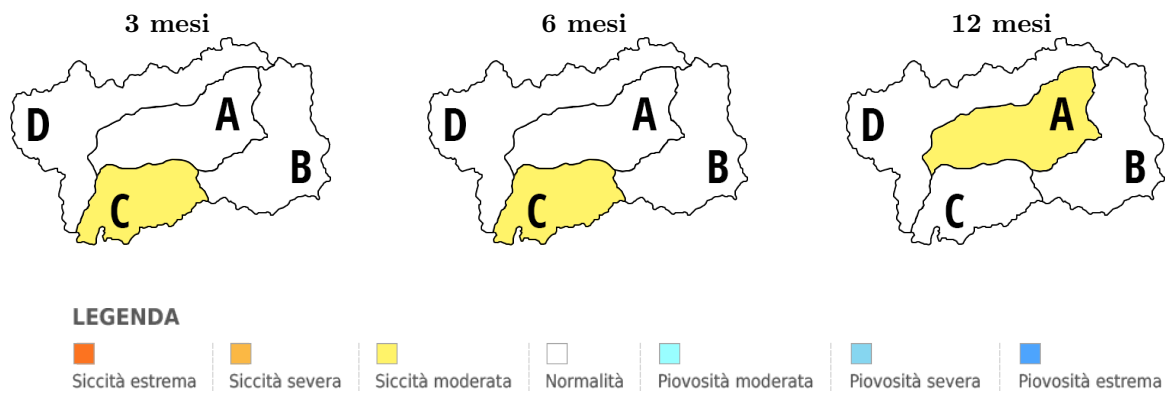 3 mesi
6 mesi
12 mesi
A
D
B
C
A
D
B
C
A
D
B
C
LEGENDA
Siccità estrema
Siccità severa
Siccità moderata
Normalità
Piovosità moderata
Piovosità severa
Piovosità estrema